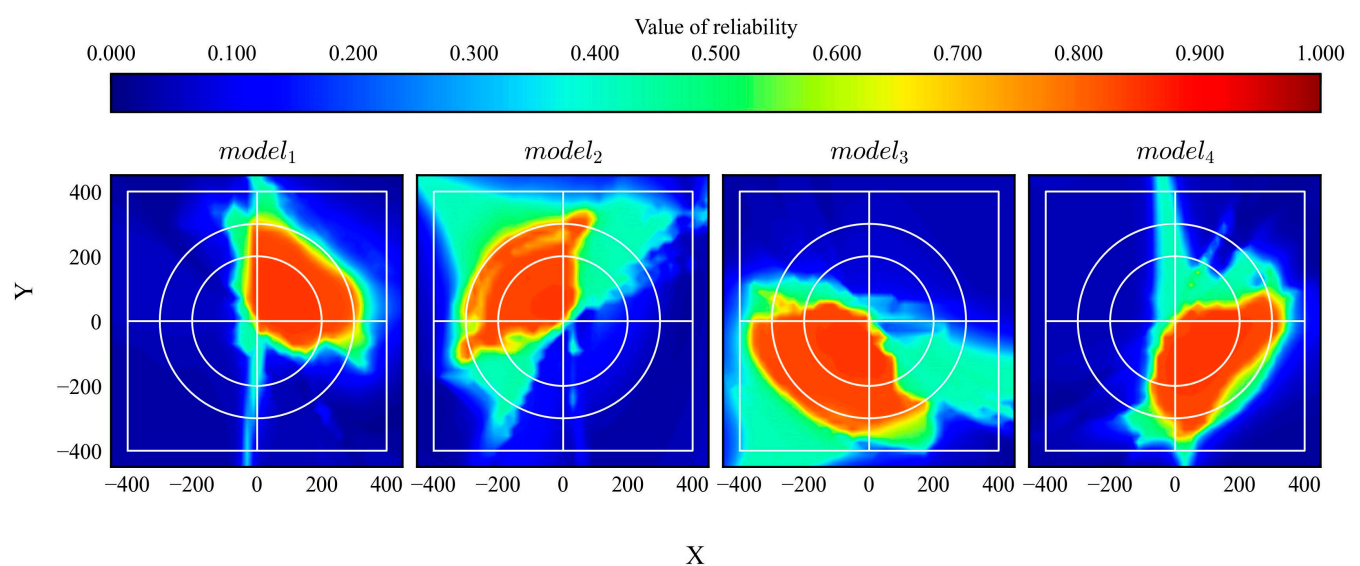 Value of reliability
0.000 0.100 0.200 0.300 0.400 0.500 0.600 0.700 0.800 0.900 1.000
model₁ model₂ model₃ model₄
400
200
0
−200
−400
Y
−400 −200 0 200 400 −400 −200 0 200 400 −400 −200 0 200 400 −400 −200 0 200 400
X